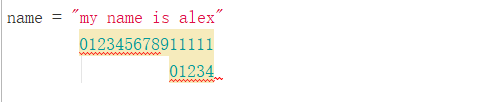 name = "my name is alex"
012345678911111
01234